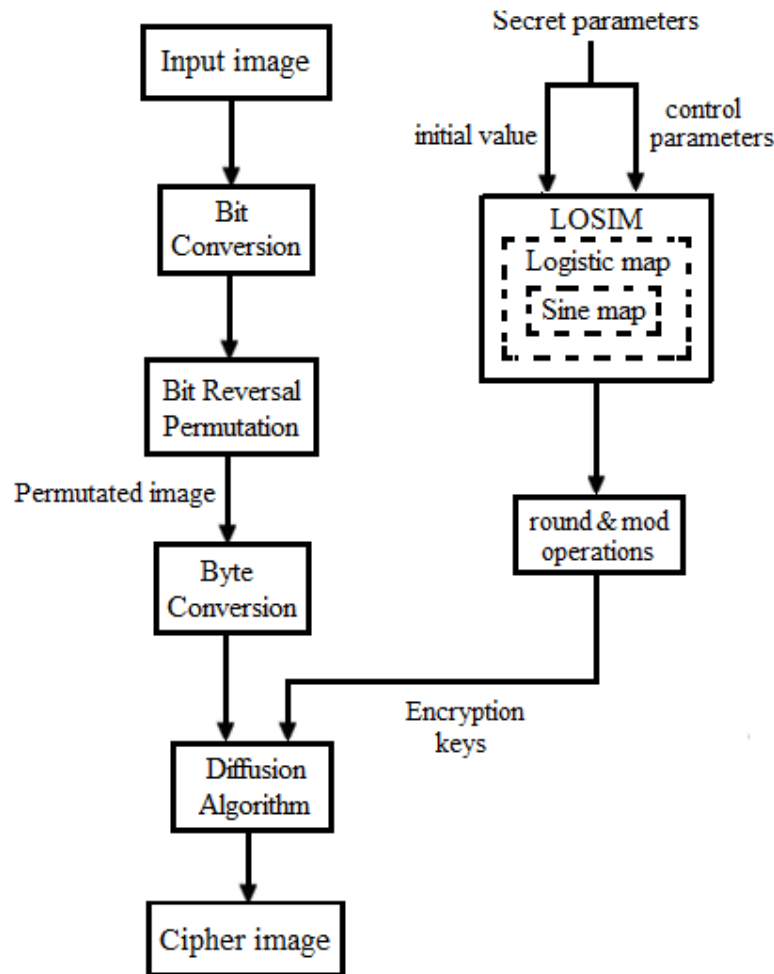 Input image
Bit
Conversion
Bit Reversal
Permutation
Permutated image
Byte
Conversion
Secret parameters
initial value
control
parameters
LOSIM
Logistic map
Sine map
round & mod
operations
Encryption
keys
Diffusion
Algorithm
Cipher image